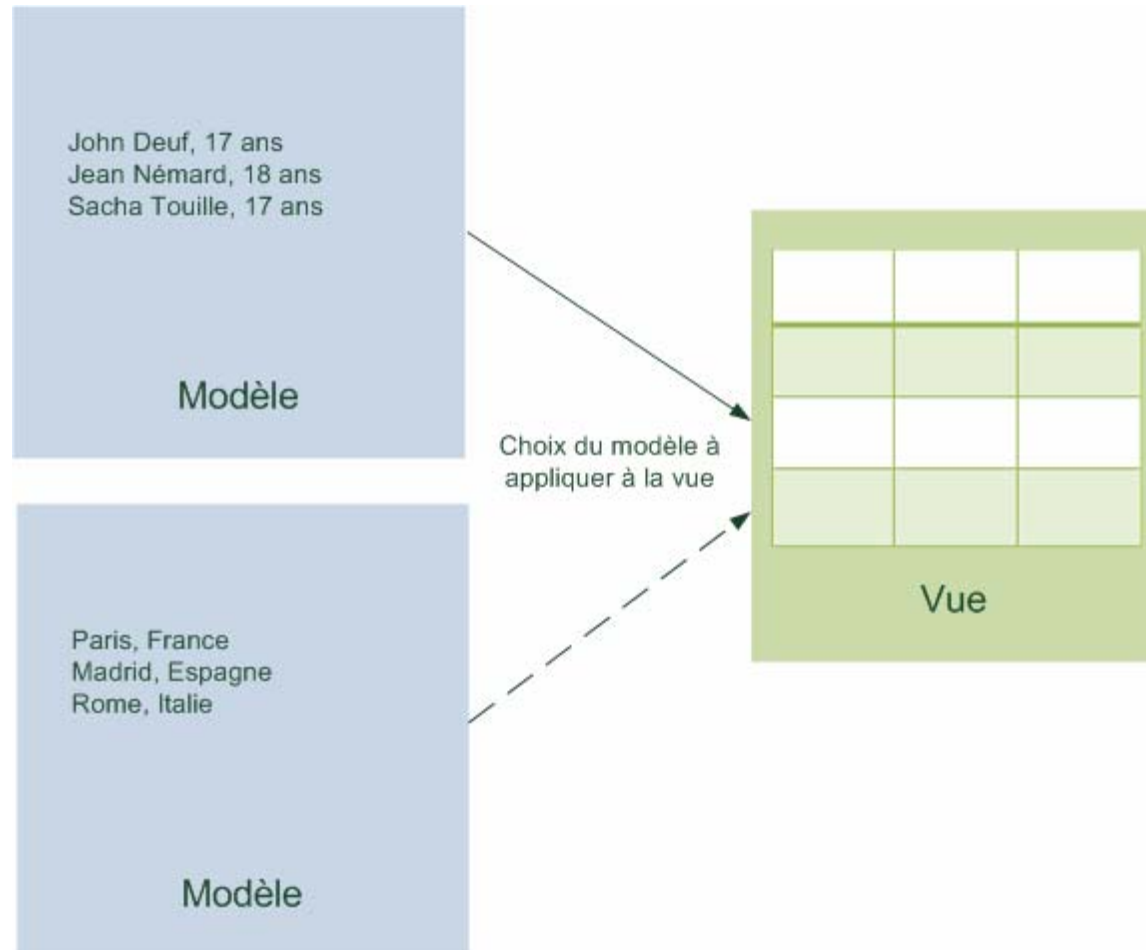 John Deuf, 17 ans
Jean Némard, 18 ans
Sacha Touille, 17 ans
Modèle
Choix du modèle à
appliquer à la vue
Vue
Paris, France
Madrid, Espagne
Rome, Italie
Modèle